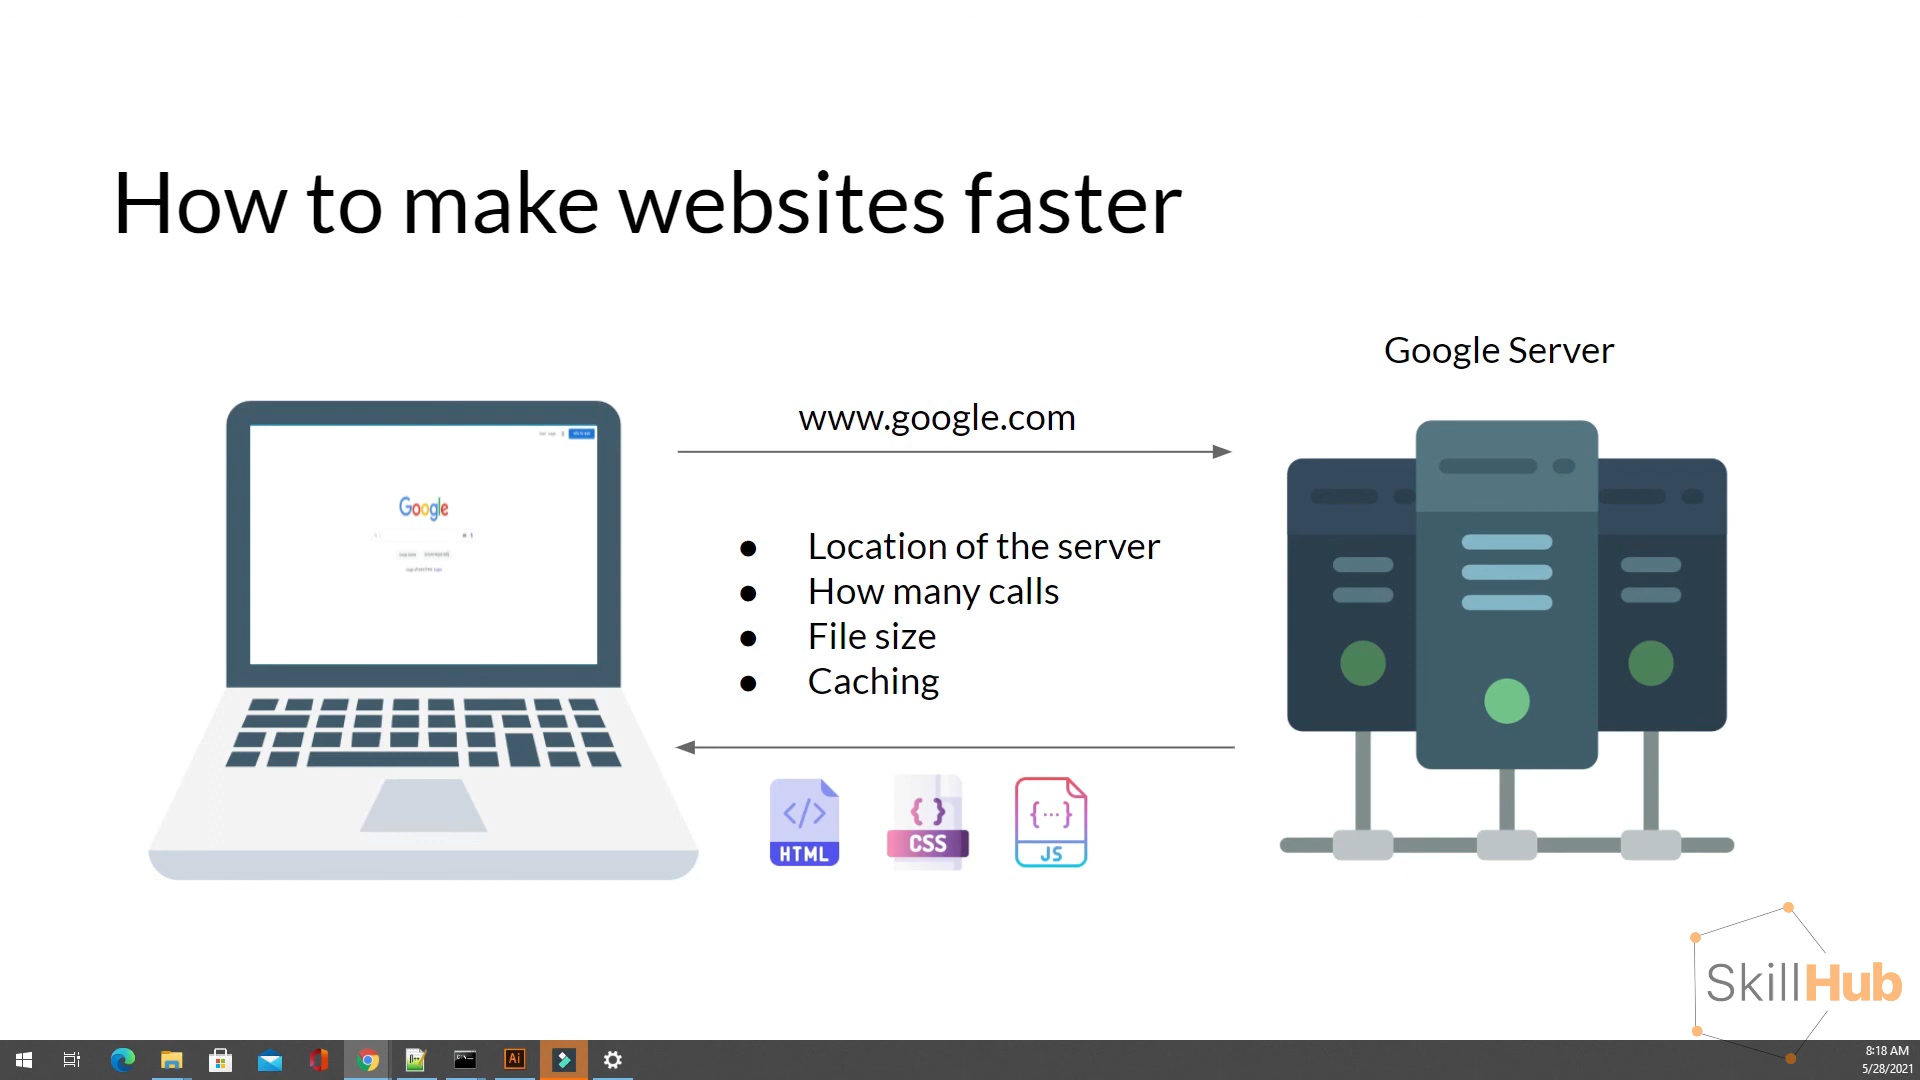 How to make websites faster
Google Server
www.google.com
Google
● Location of the server
● How many calls
● File size
● Caching
</>
HTML
{ }
CSS
{...}
JS
SkillHub
Ai
8:18 AM
5/28/2021